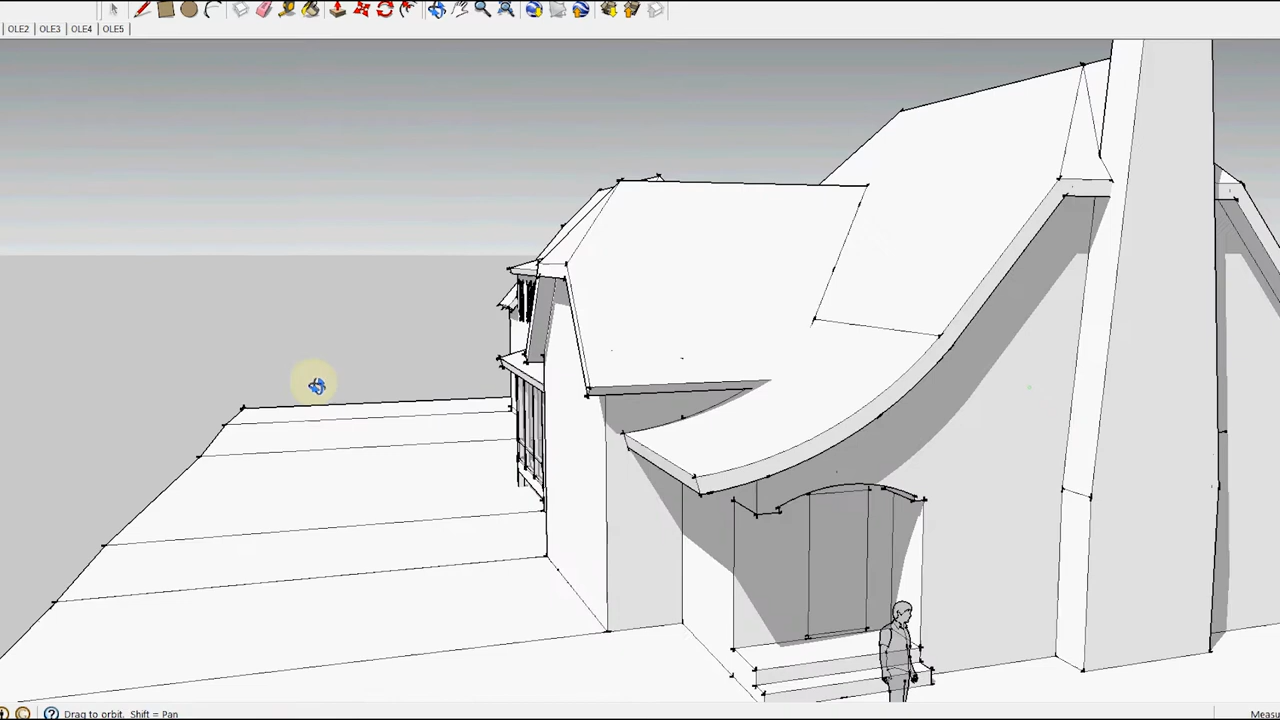 OLE2 OLE3 OLE4 OLE5
Drag to orbit. Shift = Pan
Measu